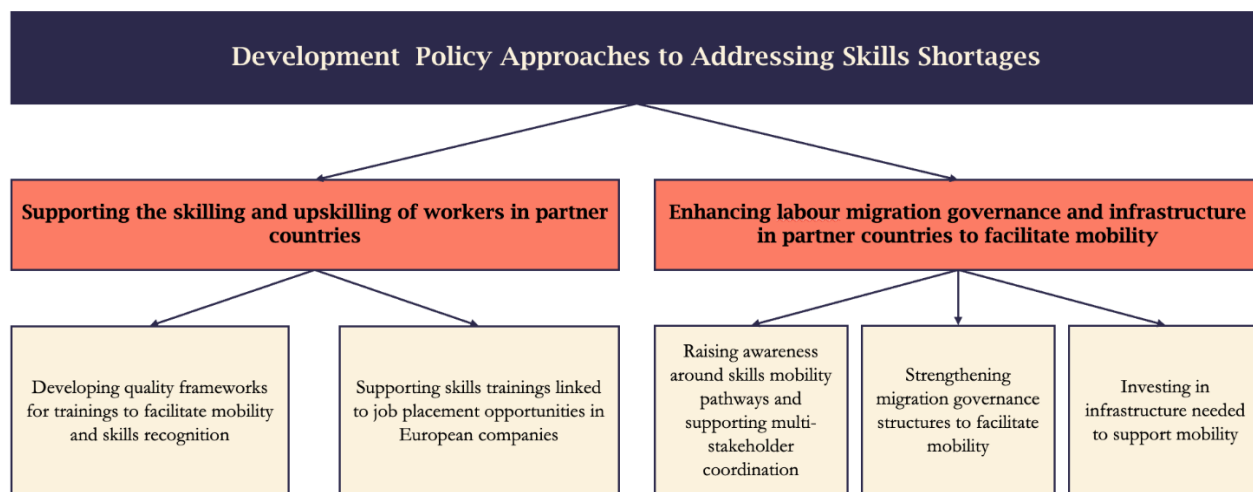 Development Policy Approaches to Addressing Skills Shortages
Supporting the skilling and upskilling of workers in partner
countries
Enhancing labour migration governance and infrastructure
in partner countries to facilitate mobility
Developing quality frameworks
for trainings to facilitate mobility
and skills recognition
Supporting skills trainings linked
to job placement opportunities in
European companies
Raising awareness
around skills mobility
pathways and
supporting multi-
stakeholder
coordination
Strengthening
migration governance
structures to facilitate
mobility
Investing in
infrastructure needed
to support mobility